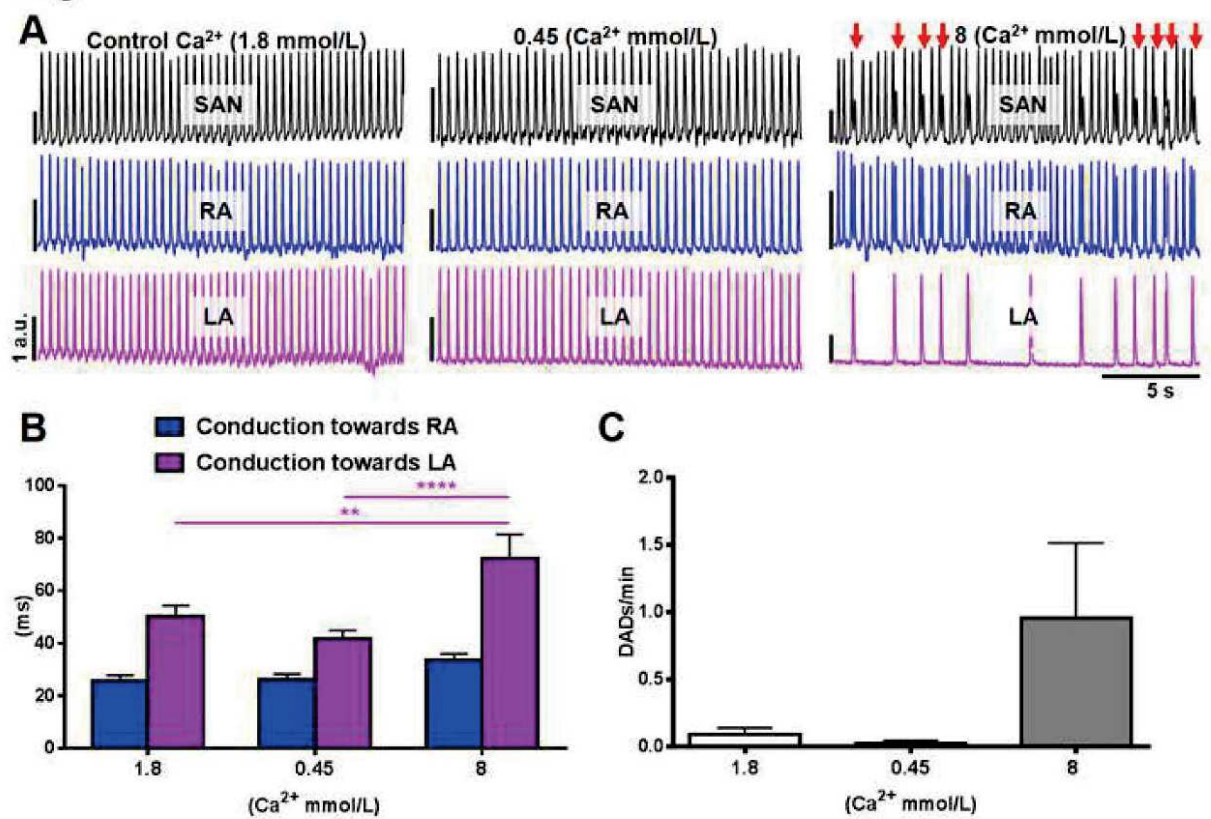 A
Control Ca²⁺ (1.8 mmol/L)
0.45 (Ca²⁺ mmol/L)
8 (Ca²⁺ mmol/L)
SAN
SAN
SAN
RA
RA
RA
LA
LA
LA
1 a.u.
5 s
B
Conduction towards RA
Conduction towards LA
100
80
60
40
20
0
(ms)
****
**
1.8
0.45
8
(Ca²⁺ mmol/L)
C
2.0
1.5
1.0
0.5
0.0
DADs/min
1.8
0.45
8
(Ca²⁺ mmol/L)